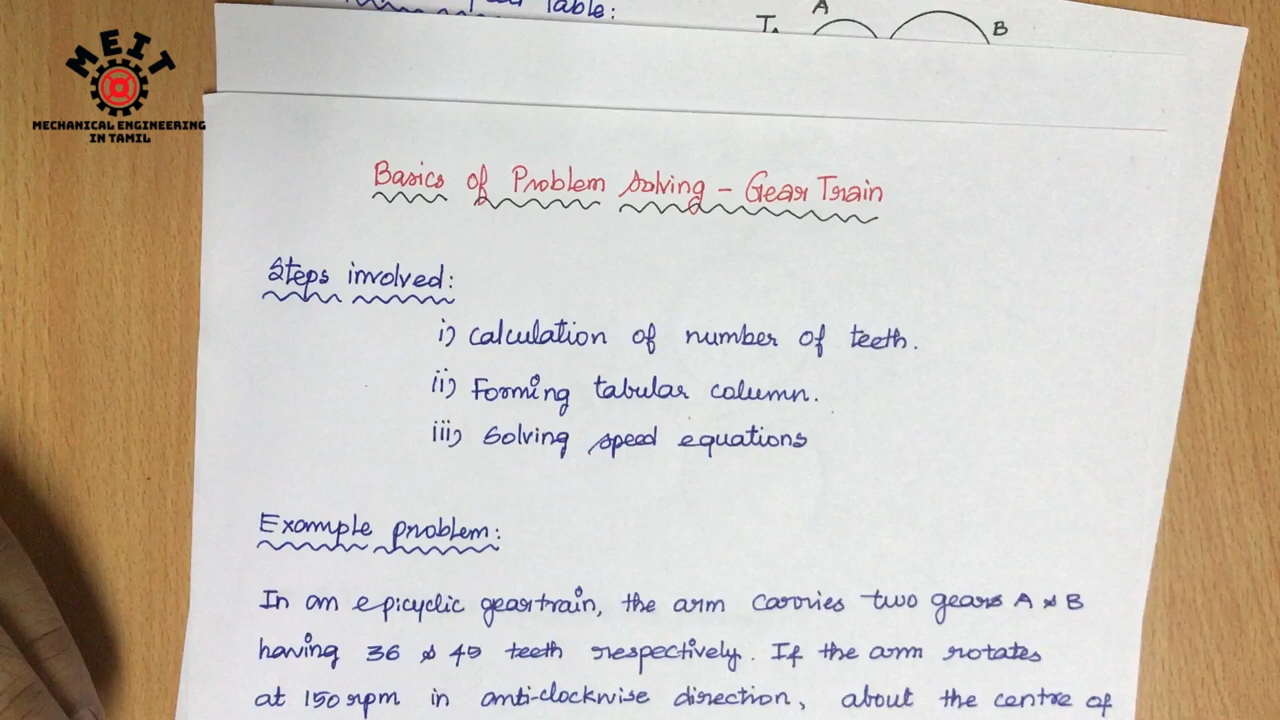 Table:
A
B
MEIT
MECHANICAL ENGINEERING
IN TAMIL
Basics of Problem Solving - Gear Train
Steps involved:
i) Calculation of number of teeth.
ii) Forming tabular column.
iii) Solving speed equations
Example problem:
In an epicyclic geartrain, the arm carries two gears A & B
having 36 & 45 teeth respectively. If the arm rotates
at 150rpm in anti-clockwise direction, about the centre of